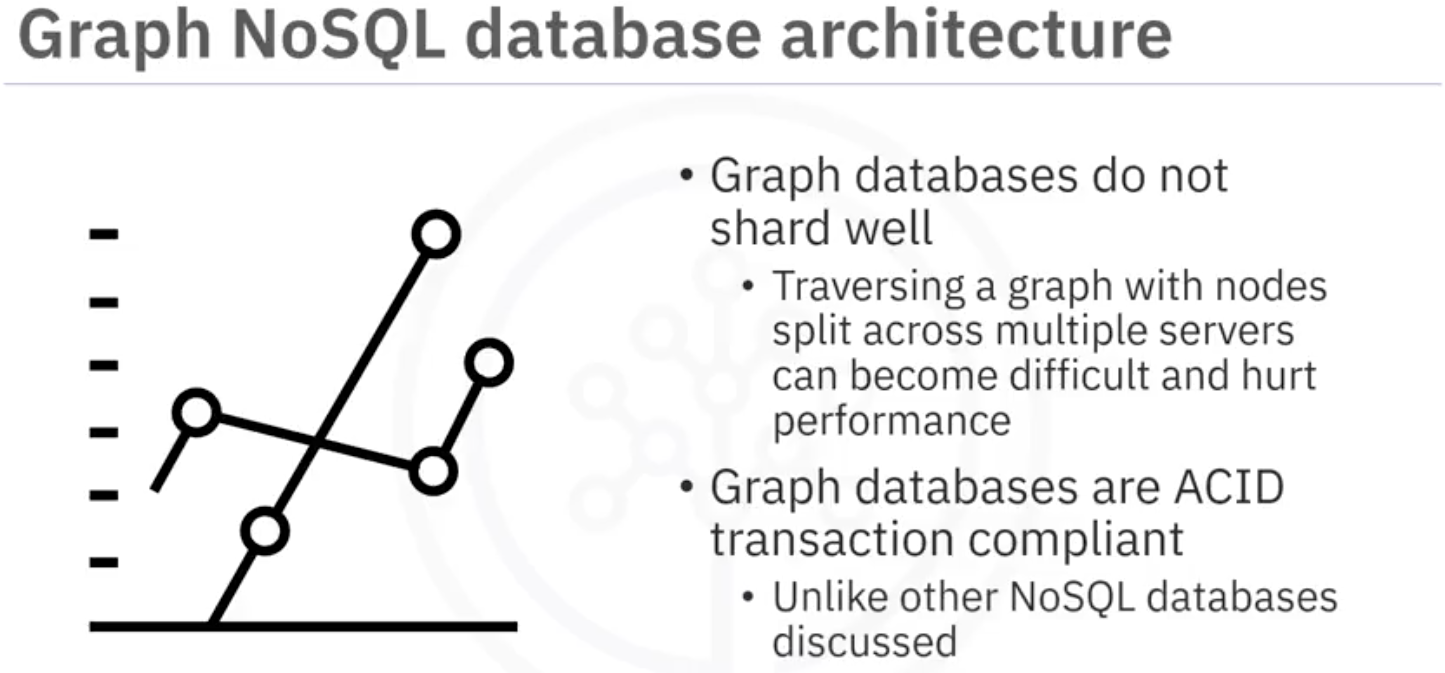 Graph NoSQL database architecture
• Graph databases do not
shard well
• Traversing a graph with nodes
split across multiple servers
can become difficult and hurt
performance
• Graph databases are ACID
transaction compliant
• Unlike other NoSQL databases
discussed